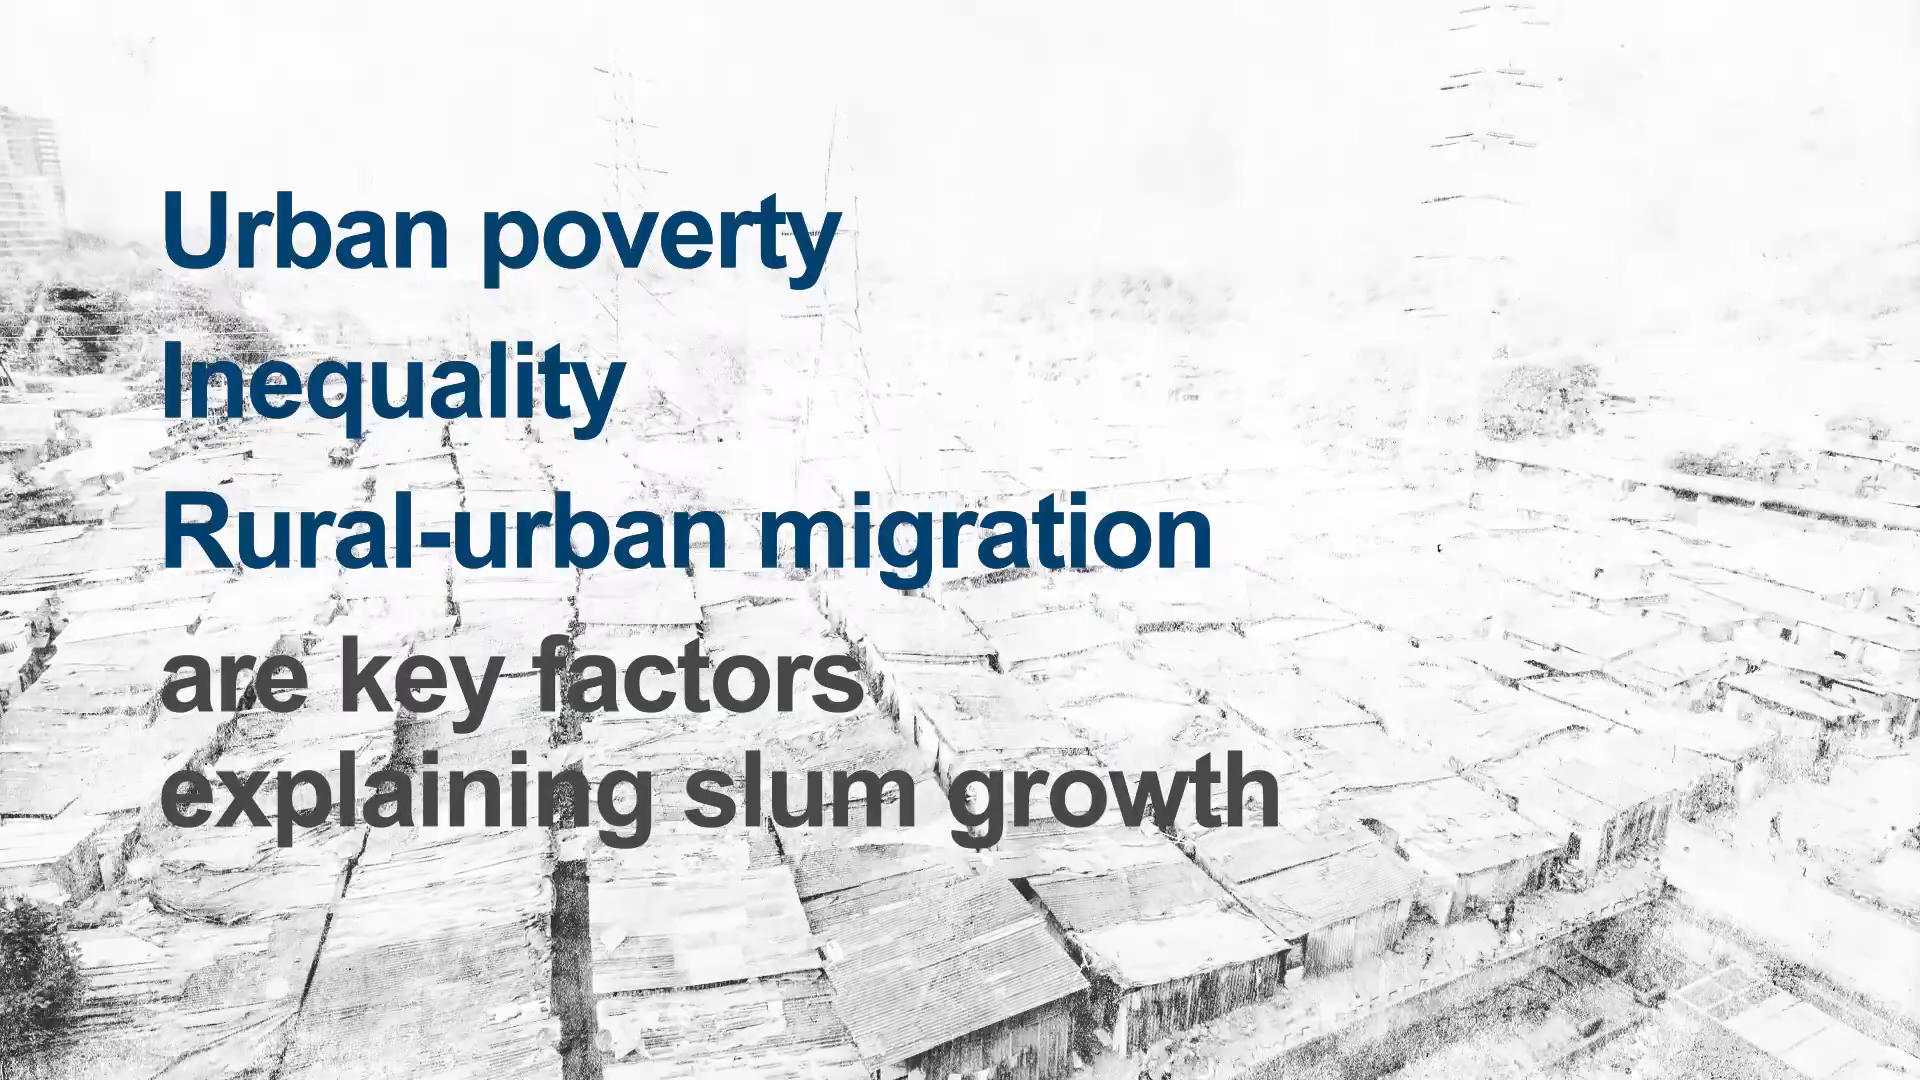 Urban poverty
Inequality
Rural-urban migration
are key factors
explaining slum growth